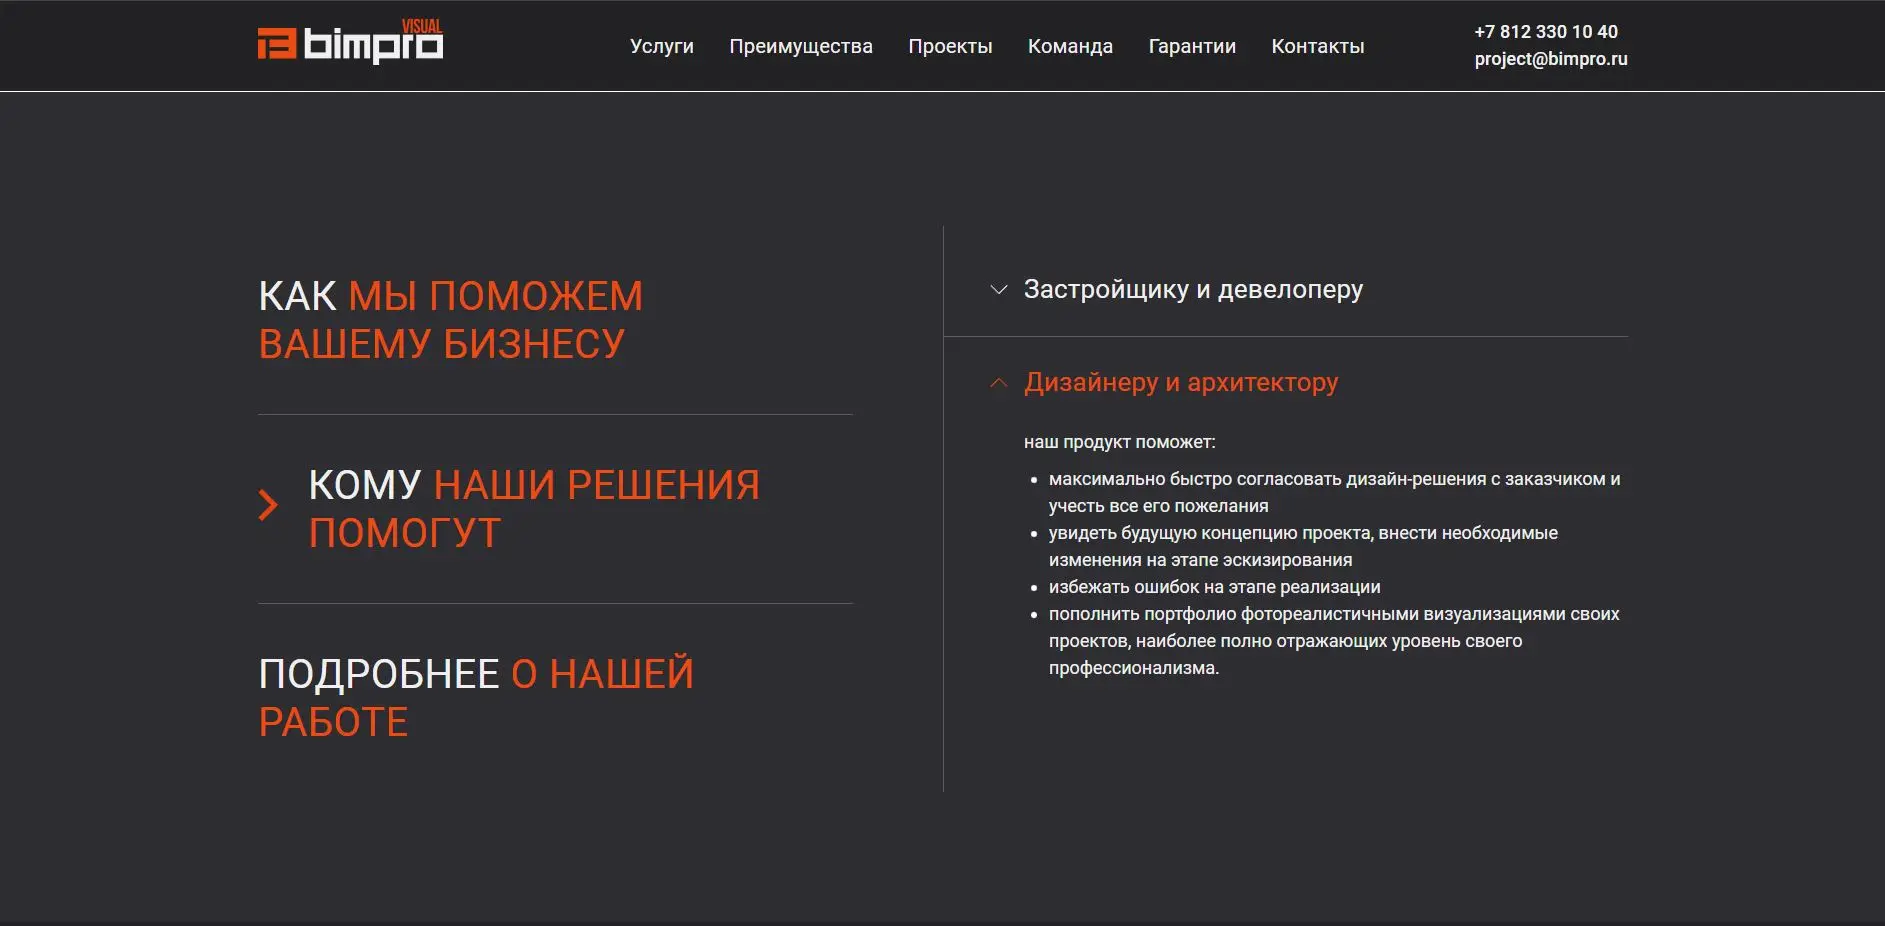 bimpro VISUAL
Услуги Преимущества Проекты Команда Гарантии Контакты
+7 812 330 10 40
project@bimpro.ru
КАК МЫ ПОМОЖЕМ
ВАШЕМУ БИЗНЕСУ
КОМУ НАШИ РЕШЕНИЯ
ПОМОГУТ
ПОДРОБНЕЕ О НАШЕЙ
РАБОТЕ
Застройщику и девелоперу
Дизайнеру и архитектору
наш продукт поможет:
максимально быстро согласовать дизайн-решения с заказчиком и
учесть все его пожелания
увидеть будущую концепцию проекта, внести необходимые
изменения на этапе эскизирования
избежать ошибок на этапе реализации
пополнить портфолио фотореалистичными визуализациями своих
проектов, наиболее полно отражающих уровень своего
профессионализма.